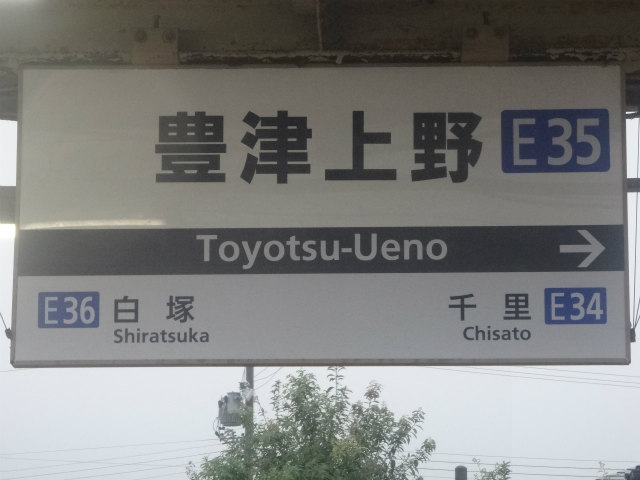 豊津上野 E35
Toyotsu-Ueno →
E36 白塚 千里 E34
Shiratsuka Chisato